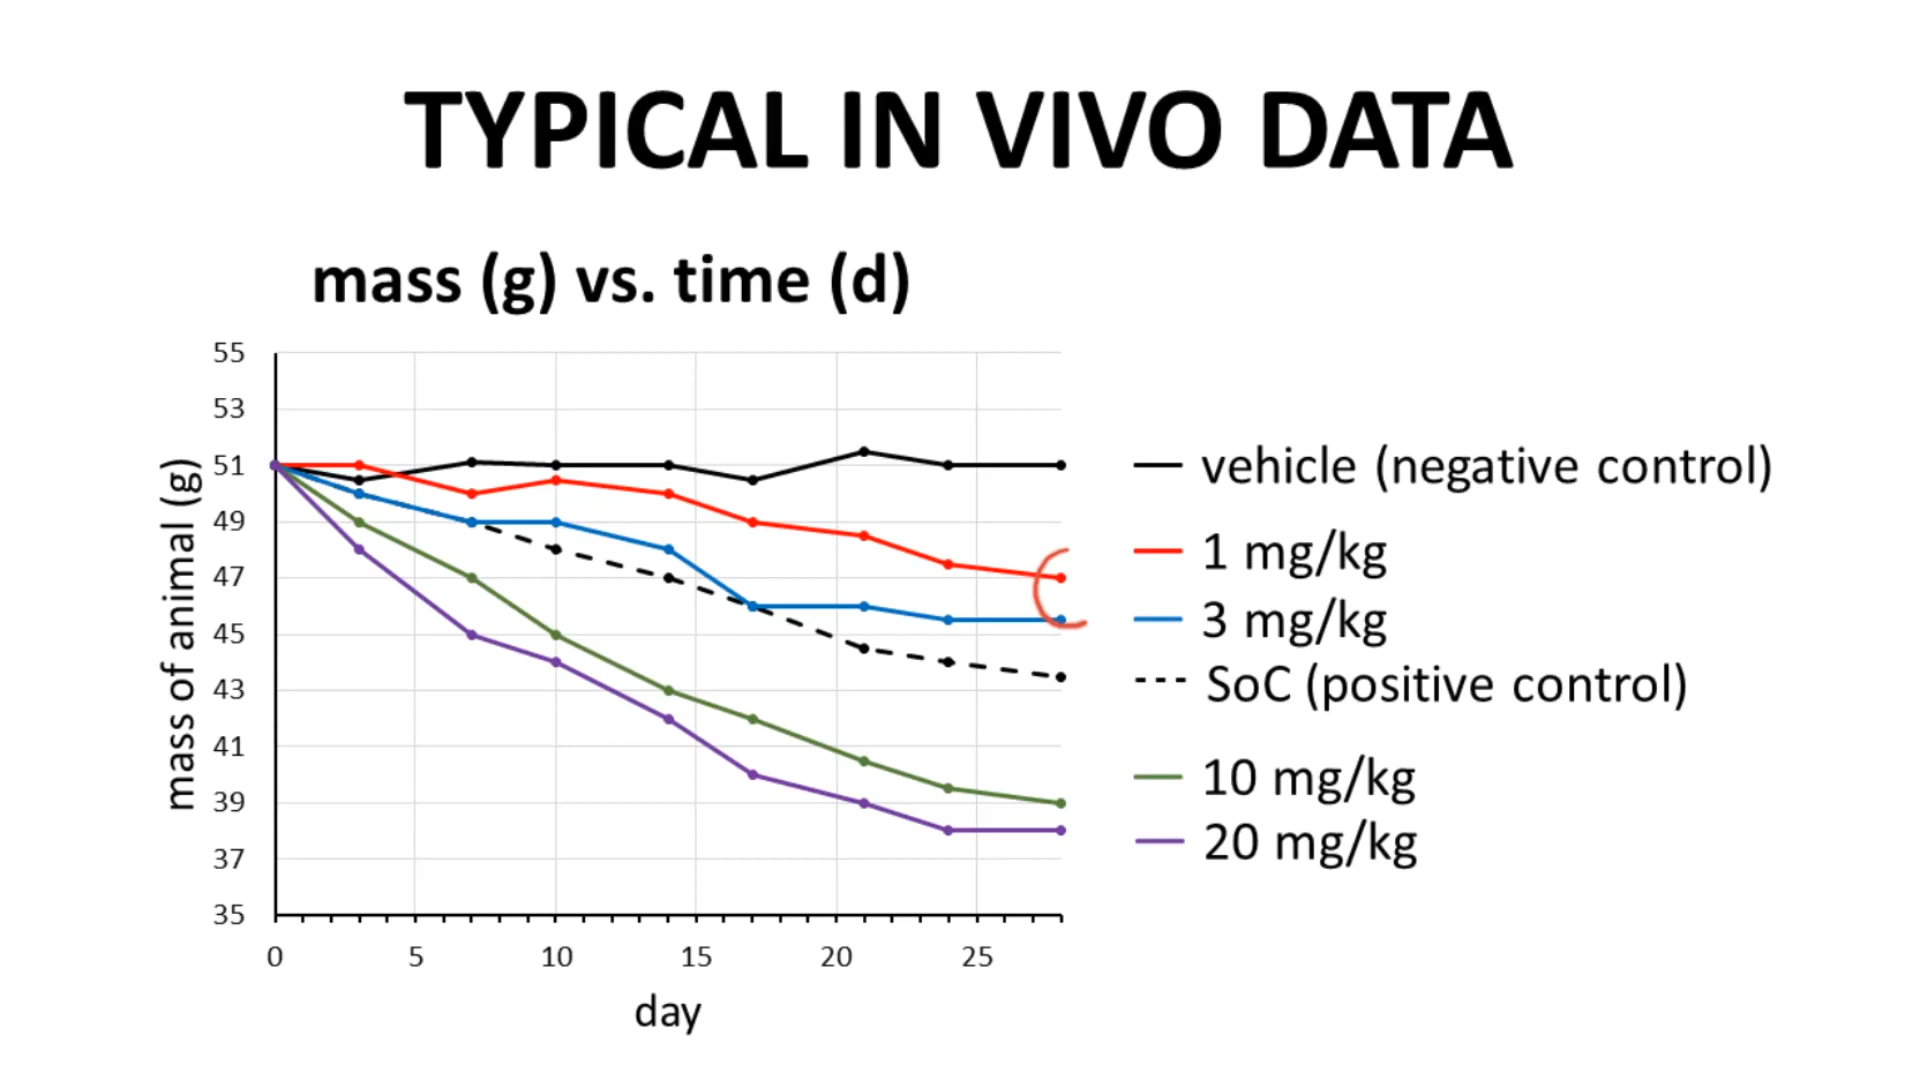 TYPICAL IN VIVO DATA
mass (g) vs. time (d)
55
53
51
49
47
45
43
41
39
37
35
mass of animal (g)
0 5 10 15 20 25
day
vehicle (negative control)
1 mg/kg
3 mg/kg
SoC (positive control)
10 mg/kg
20 mg/kg